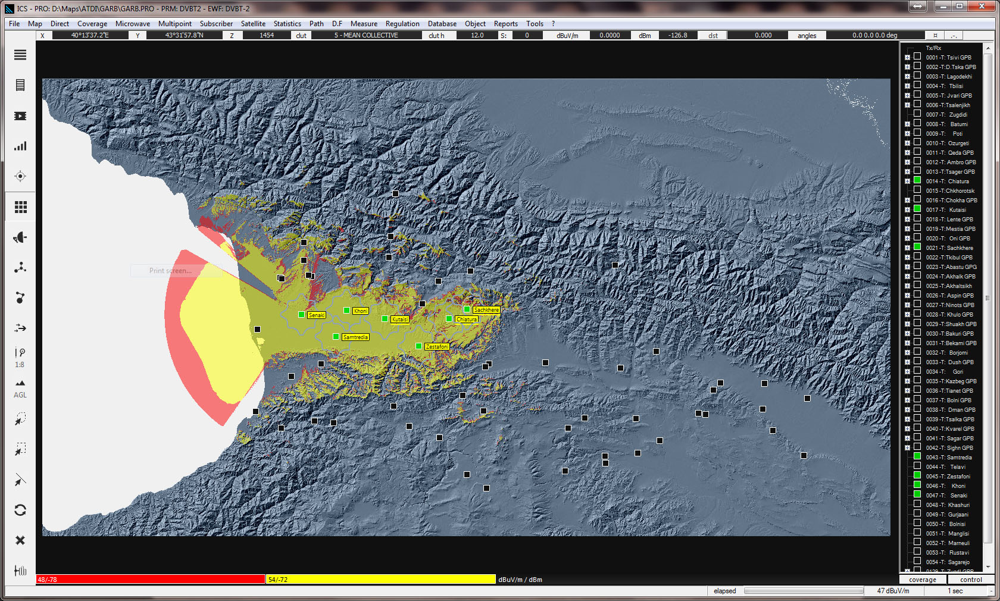 ICS - PRO: D:\Maps\ATDI\GARB\GARB.PRO - PRM: DVBT2 - EWF: DVBT-2
File Map Direct Coverage Microwave Multipoint Subscriber Satellite Statistics Path D.F Measure Regulation Database Object Reports Tools ?
X 40°13'37.2"E Y 43°31'57.8"N Z 1454 clut 5 - MEAN COLLECTIVE clut h 12.0 S: 0 dBuV/m 0.0000 dBm -126.8 dst 0.000 angles 0.0 0.0 0.0 deg ¤ .-.
Tx/Rx
0001 -T: Tsivi GPB
0002 -T: D.Tska GPB
0003 -T: Lagodekhi
0004 -T: Tbilisi
0005 -T: Jvari GPB
0006 -T:Tsalenjikh
0007 -T: Zugdidi
0008 -T: Batumi
0009 -T: Poti
0010 -T: Ozurgeti
0011 -T: Qeda GPB
0012 -T: Ambro GPB
0013 -T:Tsager GPB
0014 -T: Chiatura
0015 -T:Chkhorotsk
0016 -T:Chokha GPB
0017 -T: Kutaisi
0018 -T: Lente GPB
0019 -T:Mestia GPB
0020 -T: Oni GPB
0021 -T: Sachkhere
0022 -T:Tkibul GPB
0023 -T:Abastu GPG
0024 -T: Akhalk GPB
0025 -T: Akhaltsikh
0026 -T: Aspin GPB
0027 -T: Ninots GPB
0028 -T: Khulo GPB
0029 -T: Shuakh GPB
0030 -T: Bakuri GPB
0031 -T: Bekami GPB
0032 -T: Borjomi
0033 -T: Dush GPB
0034 -T: Gori
0035 -T:Kazbeg GPB
0036 -T: Tianet GPB
0037 -T: Bolni GPB
0038 -T: Dman GPB
0039 -T:Tsalka GPB
0040 -T:Kvarel GPB
0041 -T: Sagar GPB
0042 -T: Sighn GPB
0043 -T: Samtredia
0044 -T: Telavi
0045 -T: Zestafoni
0046 -T: Khoni
0047 -T: Senaki
0048 -T: Khashuri
0049 -T: Gurjaani
0050 -T: Bolnisi
0051 -T: Manglisi
0052 -T: Marneuli
0053 -T: Rustavi
0054 -T: Sagarejo
Print screen...
Senaki
Khoni
Kutaisi
Sachkhere
Chiatura
Samtredia
Zestafoni
1:8
AGL
48/-78 54/-72 dBuV/m / dBm
coverage control
elapsed 47 dBuV/m 1 sec -